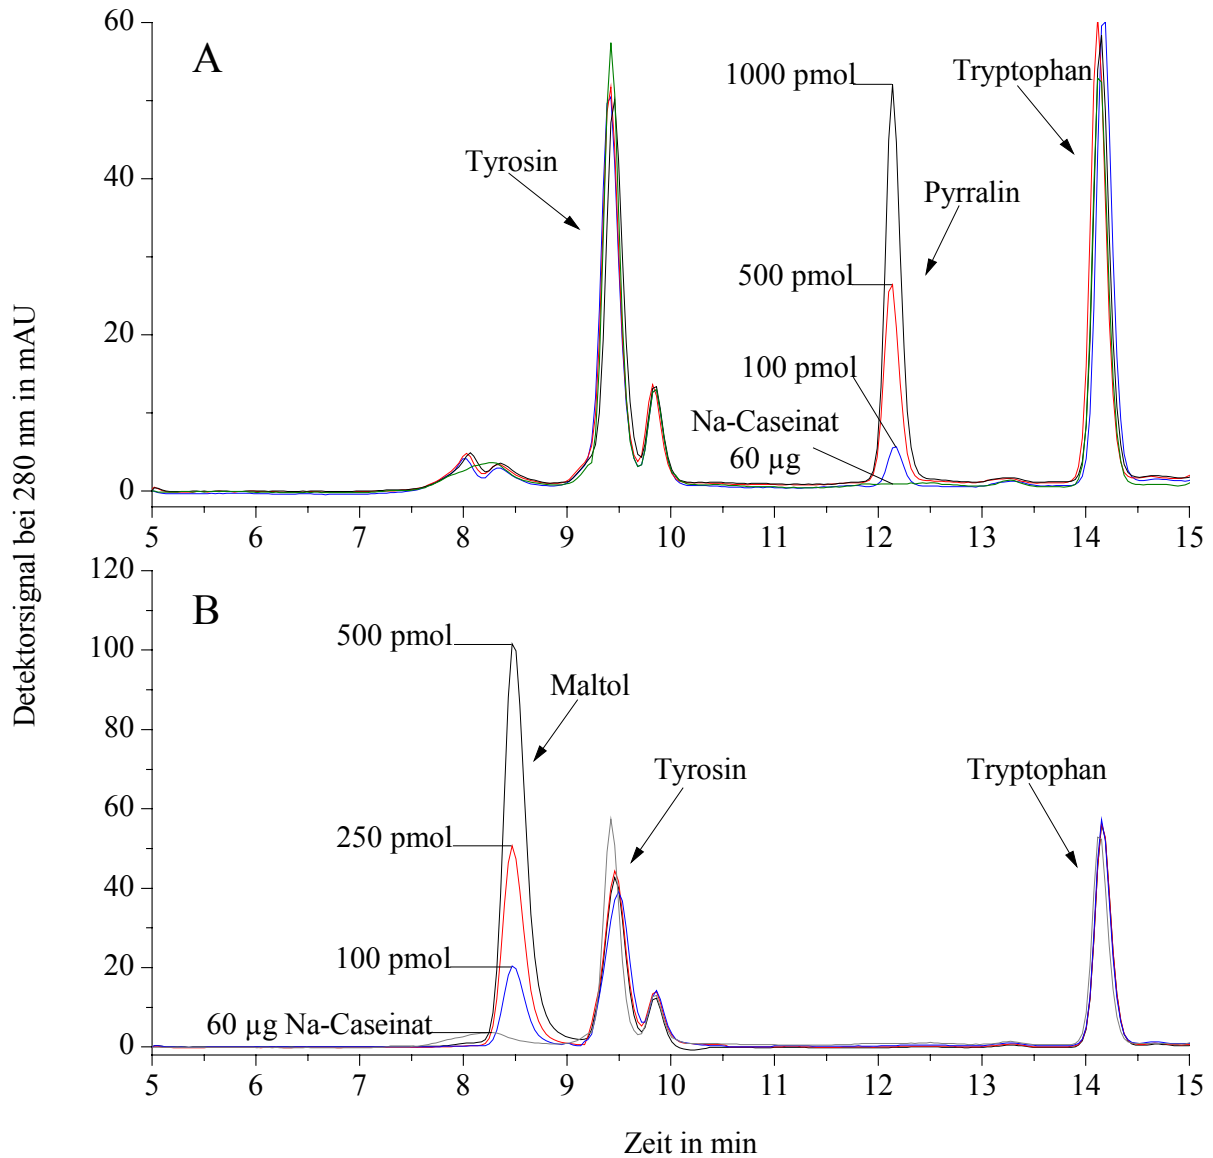 Detektorsignal bei 280 nm in mAU
A
60
40
20
0
Tyrosin
1000 pmol
Tryptophan
Pyrralin
500 pmol
100 pmol
Na-Caseinat
60 µg
5 6 7 8 9 10 11 12 13 14 15
B
120
100
80
60
40
20
0
500 pmol
Maltol
Tyrosin
Tryptophan
250 pmol
100 pmol
60 µg Na-Caseinat
5 6 7 8 9 10 11 12 13 14 15
Zeit in min